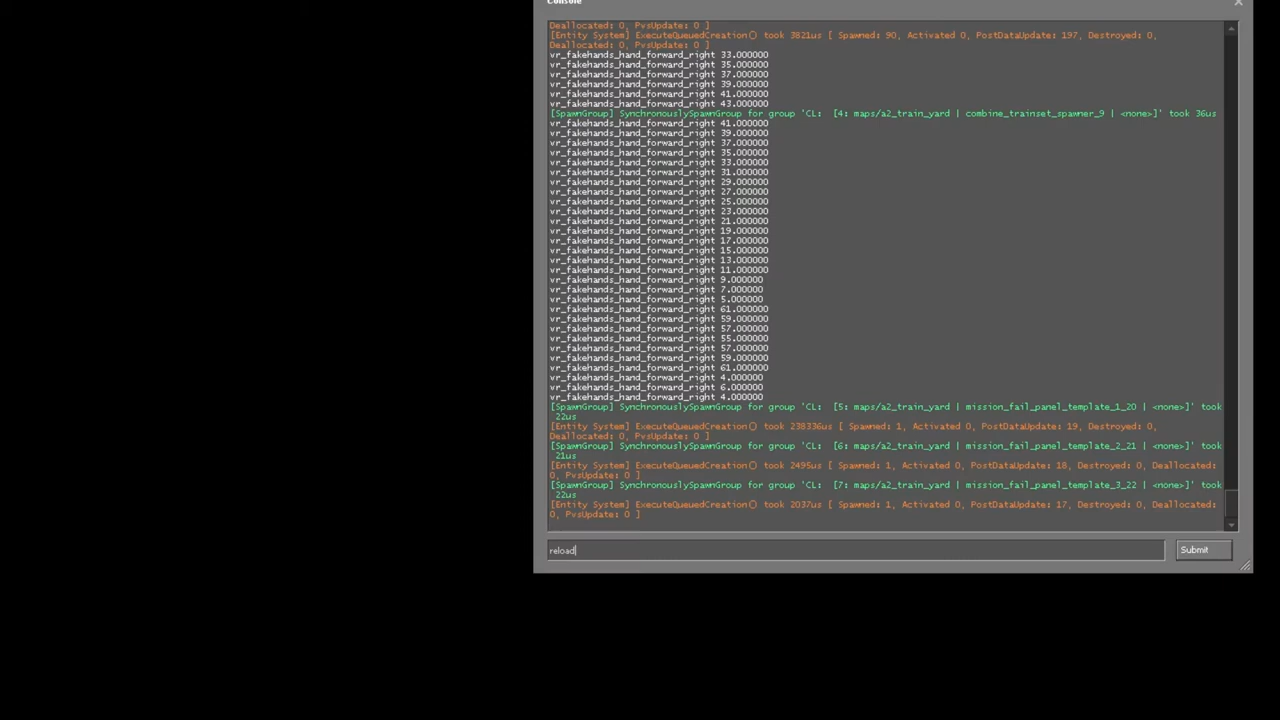 Console
Deallocated: 0, PvsUpdate: 0 ]
[Entity System] ExecuteQueuedCreation() took 3821us [ Spawned: 90, Activated 0, PostDataUpdate: 197, Destroyed: 0,
Deallocated: 0, PvsUpdate: 0 ]
vr_fakehands_hand_forward_right 33.000000
vr_fakehands_hand_forward_right 35.000000
vr_fakehands_hand_forward_right 37.000000
vr_fakehands_hand_forward_right 39.000000
vr_fakehands_hand_forward_right 41.000000
vr_fakehands_hand_forward_right 43.000000
[SpawnGroup] SynchronouslySpawnGroup for group 'CL:  [4: maps/a2_train_yard | combine_trainset_spawner_9 | <none>]' took 36us
vr_fakehands_hand_forward_right 41.000000
vr_fakehands_hand_forward_right 39.000000
vr_fakehands_hand_forward_right 37.000000
vr_fakehands_hand_forward_right 35.000000
vr_fakehands_hand_forward_right 33.000000
vr_fakehands_hand_forward_right 31.000000
vr_fakehands_hand_forward_right 29.000000
vr_fakehands_hand_forward_right 27.000000
vr_fakehands_hand_forward_right 25.000000
vr_fakehands_hand_forward_right 23.000000
vr_fakehands_hand_forward_right 21.000000
vr_fakehands_hand_forward_right 19.000000
vr_fakehands_hand_forward_right 17.000000
vr_fakehands_hand_forward_right 15.000000
vr_fakehands_hand_forward_right 13.000000
vr_fakehands_hand_forward_right 11.000000
vr_fakehands_hand_forward_right 9.000000
vr_fakehands_hand_forward_right 7.000000
vr_fakehands_hand_forward_right 5.000000
vr_fakehands_hand_forward_right 61.000000
vr_fakehands_hand_forward_right 59.000000
vr_fakehands_hand_forward_right 57.000000
vr_fakehands_hand_forward_right 55.000000
vr_fakehands_hand_forward_right 57.000000
vr_fakehands_hand_forward_right 59.000000
vr_fakehands_hand_forward_right 61.000000
vr_fakehands_hand_forward_right 4.000000
vr_fakehands_hand_forward_right 6.000000
vr_fakehands_hand_forward_right 4.000000
[SpawnGroup] SynchronouslySpawnGroup for group 'CL:  [5: maps/a2_train_yard | mission_fail_panel_template_1_20 | <none>]' took
22us
[Entity System] ExecuteQueuedCreation() took 238336us [ Spawned: 1, Activated 0, PostDataUpdate: 19, Destroyed: 0,
Deallocated: 0, PvsUpdate: 0 ]
[SpawnGroup] SynchronouslySpawnGroup for group 'CL:  [6: maps/a2_train_yard | mission_fail_panel_template_2_21 | <none>]' took
21us
[Entity System] ExecuteQueuedCreation() took 2495us [ Spawned: 1, Activated 0, PostDataUpdate: 18, Destroyed: 0, Deallocated:
0, PvsUpdate: 0 ]
[SpawnGroup] SynchronouslySpawnGroup for group 'CL:  [7: maps/a2_train_yard | mission_fail_panel_template_3_22 | <none>]' took
22us
[Entity System] ExecuteQueuedCreation() took 2037us [ Spawned: 1, Activated 0, PostDataUpdate: 17, Destroyed: 0, Deallocated:
0, PvsUpdate: 0 ]
reload
Submit